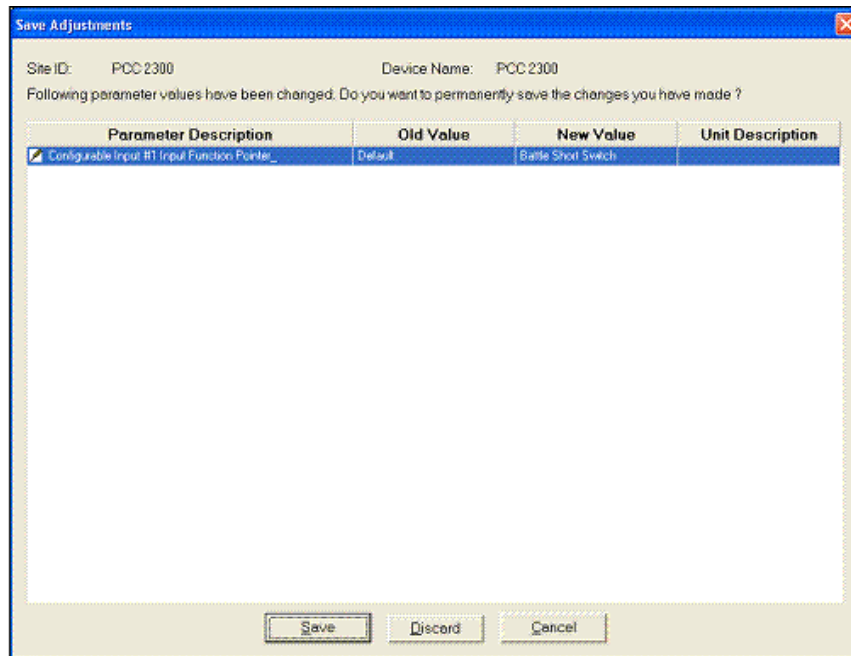 Save Adjustments
Site ID: PCC 2300 Device Name: PCC 2300
Following parameter values have been changed. Do you want to permanently save the changes you have made ?
Parameter Description Old Value New Value Unit Description
Configurable Input #1 Input Function Pointer_ Default Battle Short Switch
Save Discard Cancel